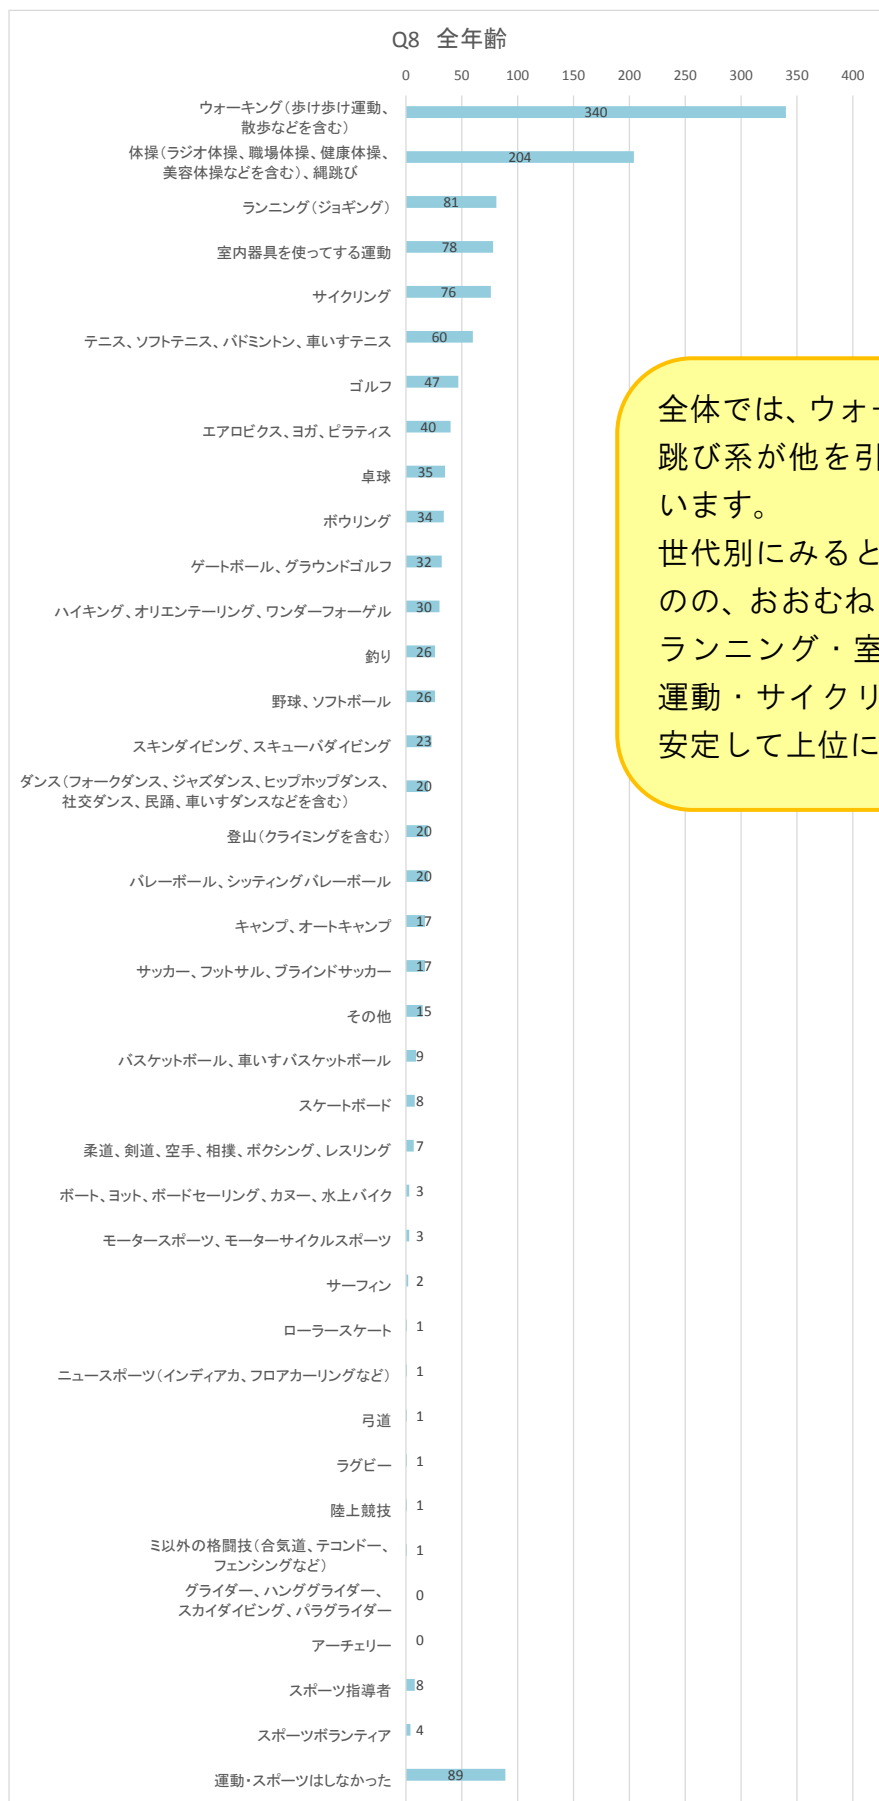 Q8 全年齢
0 50 100 150 200 250 300 350 400
ウォーキング(歩け歩け運動、
散歩などを含む)
340
体操(ラジオ体操、職場体操、健康体操、
美容体操などを含む)、縄跳び
204
ランニング(ジョギング)
81
室内器具を使ってする運動
78
サイクリング
76
テニス、ソフトテニス、バドミントン、車いすテニス
60
ゴルフ
47
エアロビクス、ヨガ、ピラティス
40
卓球
35
ボウリング
34
ゲートボール、グラウンドゴルフ
32
ハイキング、オリエンテーリング、ワンダーフォーゲル
30
釣り
26
野球、ソフトボール
26
スキンダイビング、スキューバダイビング
23
ダンス(フォークダンス、ジャズダンス、ヒップホップダンス、
社交ダンス、民踊、車いすダンスなどを含む)
20
登山(クライミングを含む)
20
バレーボール、シッティングバレーボール
20
キャンプ、オートキャンプ
17
サッカー、フットサル、ブラインドサッカー
17
その他
15
バスケットボール、車いすバスケットボール
9
スケートボード
8
柔道、剣道、空手、相撲、ボクシング、レスリング
7
ボート、ヨット、ボードセーリング、カヌー、水上バイク
3
モータースポーツ、モーターサイクルスポーツ
3
サーフィン
2
ローラースケート
1
ニュースポーツ(インディアカ、フロアカーリングなど)
1
弓道
1
ラグビー
1
陸上競技
1
ミ以外の格闘技(合気道、テコンドー、
フェンシングなど)
1
グライダー、ハンググライダー、
スカイダイビング、パラグライダー
0
アーチェリー
0
スポーツ指導者
8
スポーツボランティア
4
運動・スポーツはしなかった
89
全体では、ウォー
跳び系が他を引
います。
世代別にみると
のの、おおむね
ランニング・室
運動・サイクリ
安定して上位に